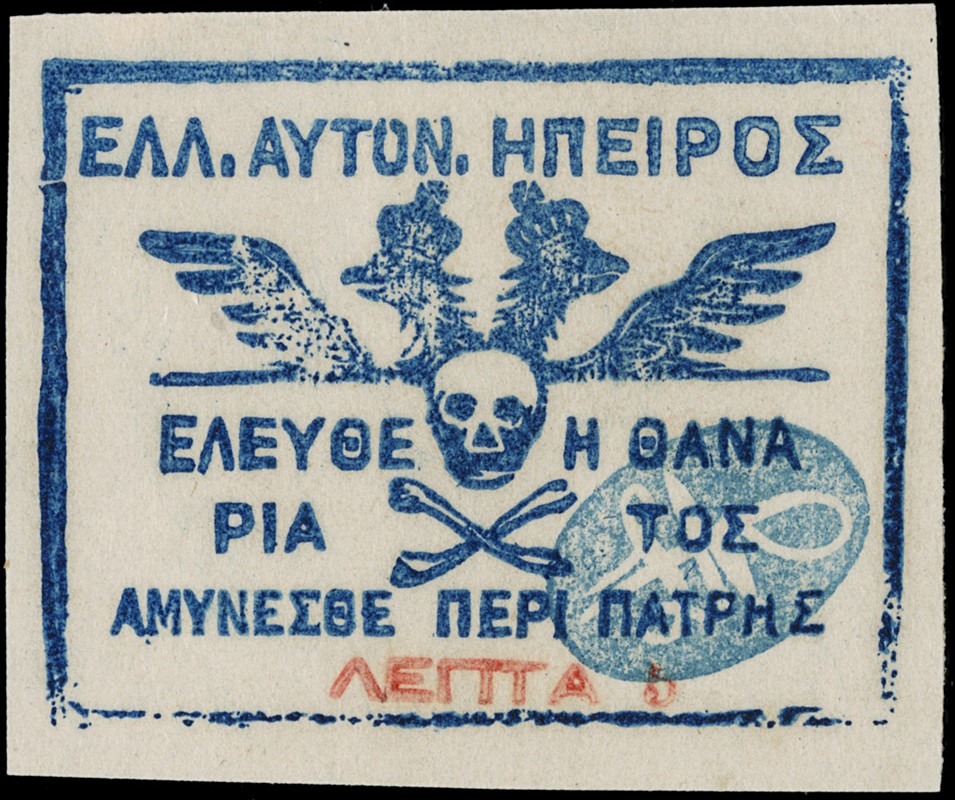 ΕΛΛ. ΑΥΤΟΝ. ΗΠΕΙΡΟΣ
ΕΛΕΥΘΕ Η ΘΑΝΑ
ΡΙΑ ΤΟΣ
ΑΜΥΝΕΣΘΕ ΠΕΡΙ ΠΑΤΡΗΣ
ΛΕΠΤΑ 5